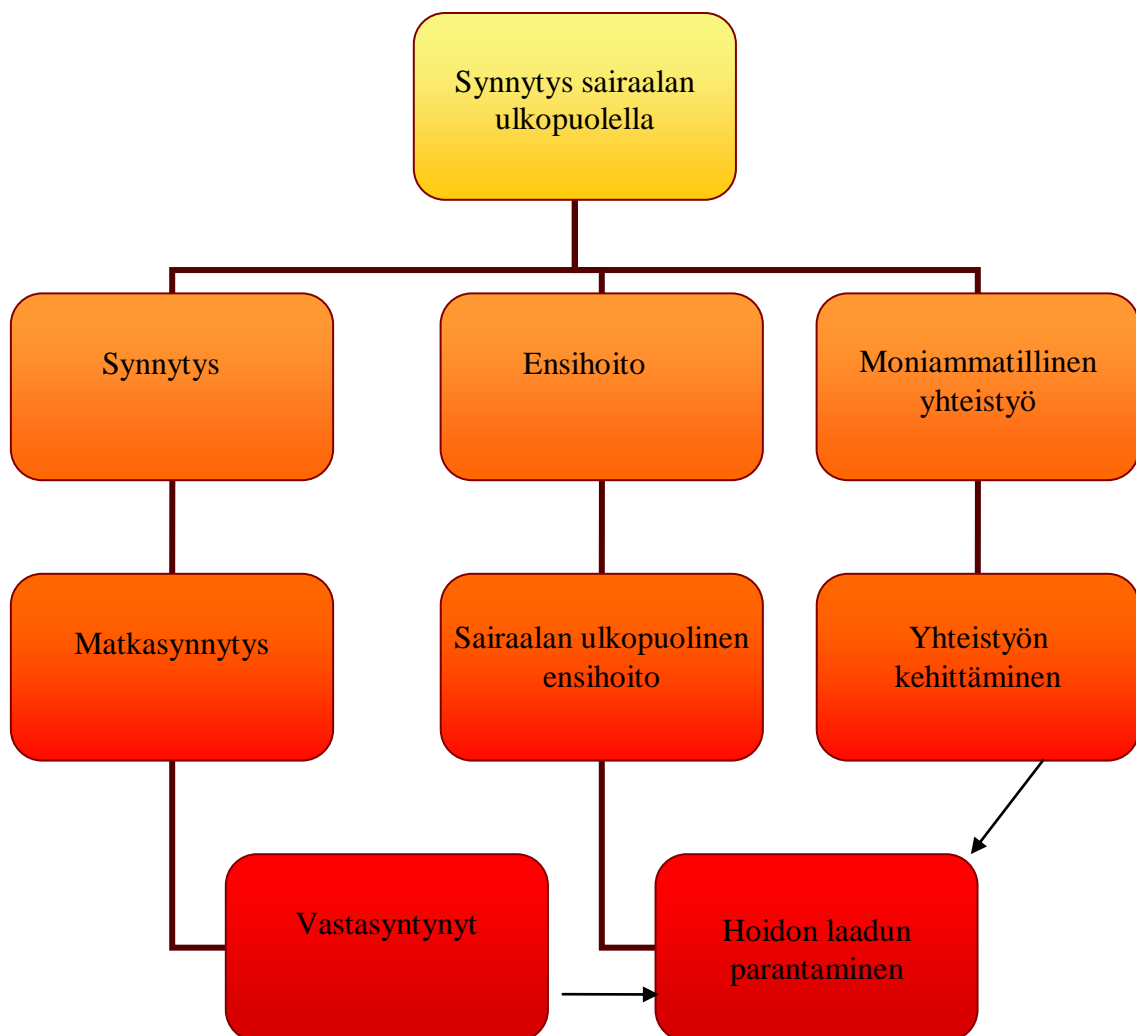 Synnytys sairaalan
ulkopuolella
Synnytys
Ensihoito
Moniammatillinen
yhteistyö
Matkasynnytys
Sairaalan ulkopuolinen
ensihoito
Yhteistyön
kehittäminen
Vastasyntynyt
Hoidon laadun
parantaminen